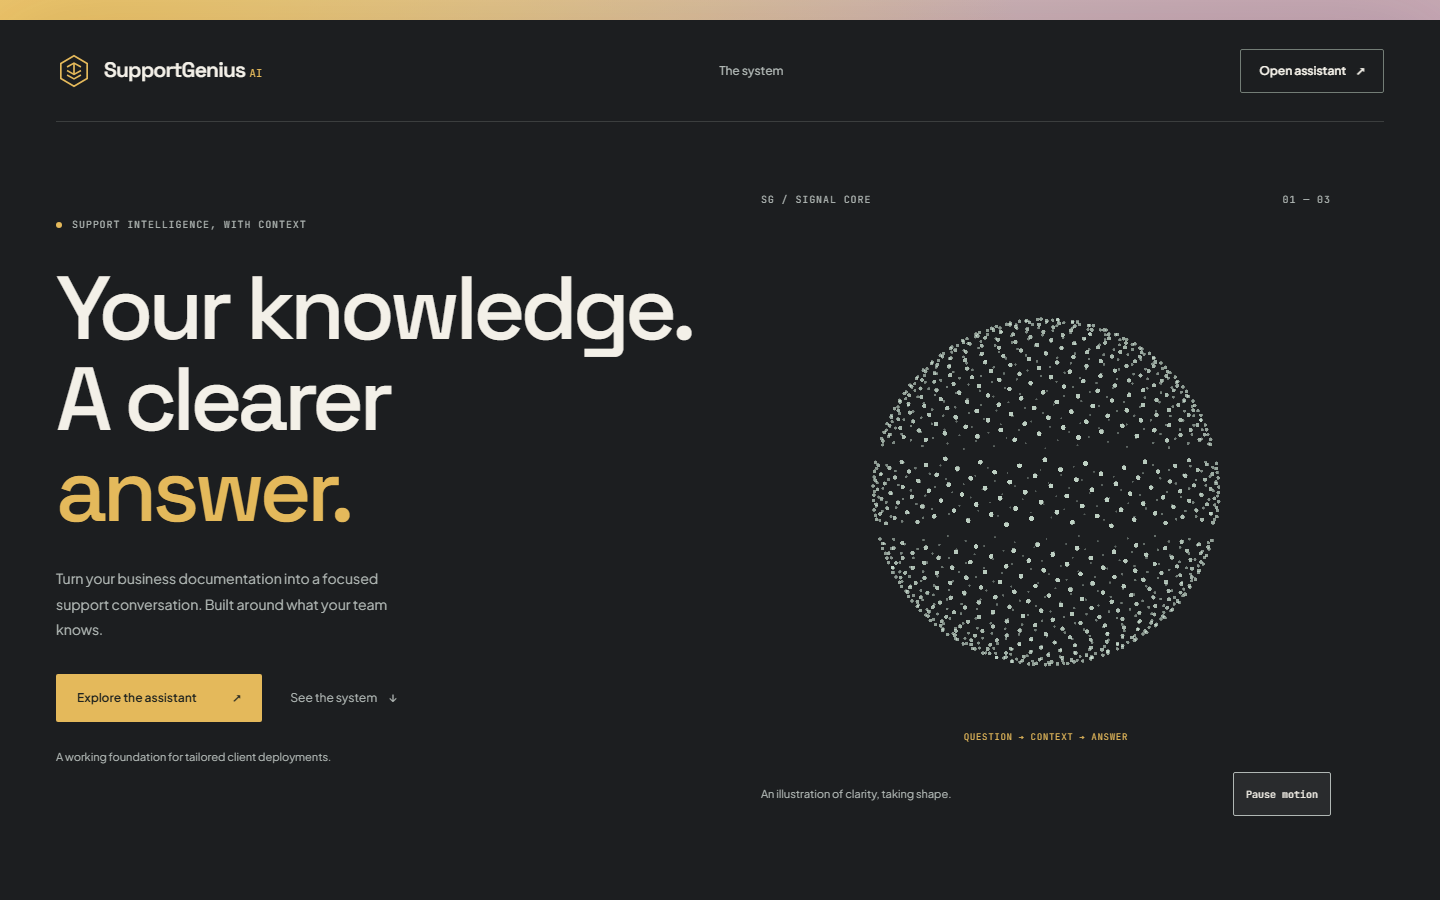 SupportGenius AI
The system
Open assistant ↗
SG / SIGNAL CORE
01 — 03
SUPPORT INTELLIGENCE, WITH CONTEXT
Your knowledge.
A clearer
answer.
Turn your business documentation into a focused
support conversation. Built around what your team
knows.
Explore the assistant ↗
See the system ↓
A working foundation for tailored client deployments.
QUESTION → CONTEXT → ANSWER
An illustration of clarity, taking shape.
Pause motion